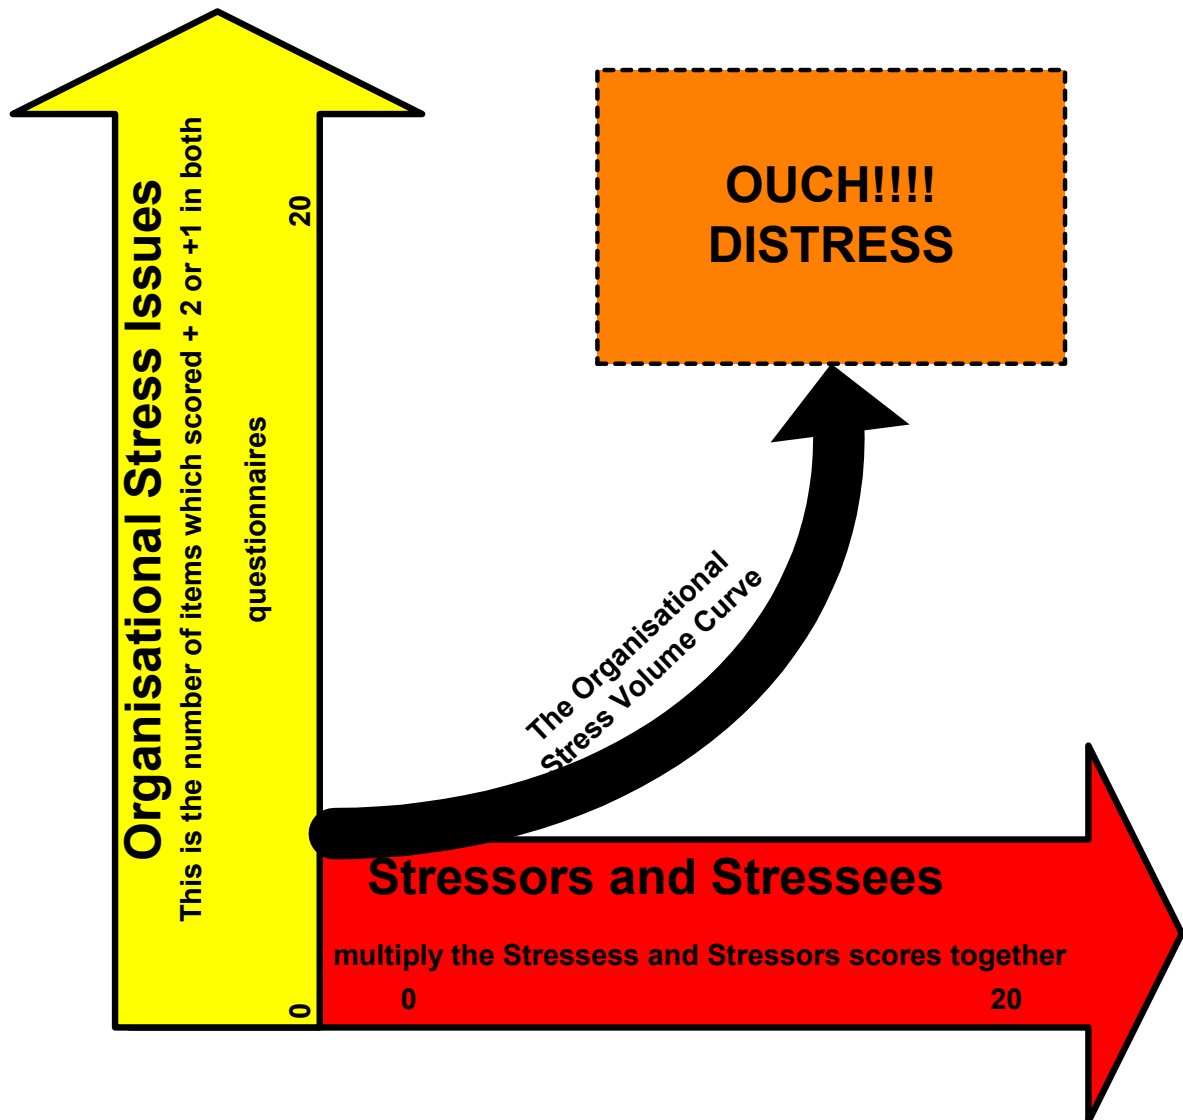 Organisational Stress Issues
This is the number of items which scored + 2 or +1 in both
questionnaires
20
0
OUCH!!!!
DISTRESS
The Organisational
Stress Volume Curve
Stressors and Stressees
multiply the Stressess and Stressors scores together
0
20